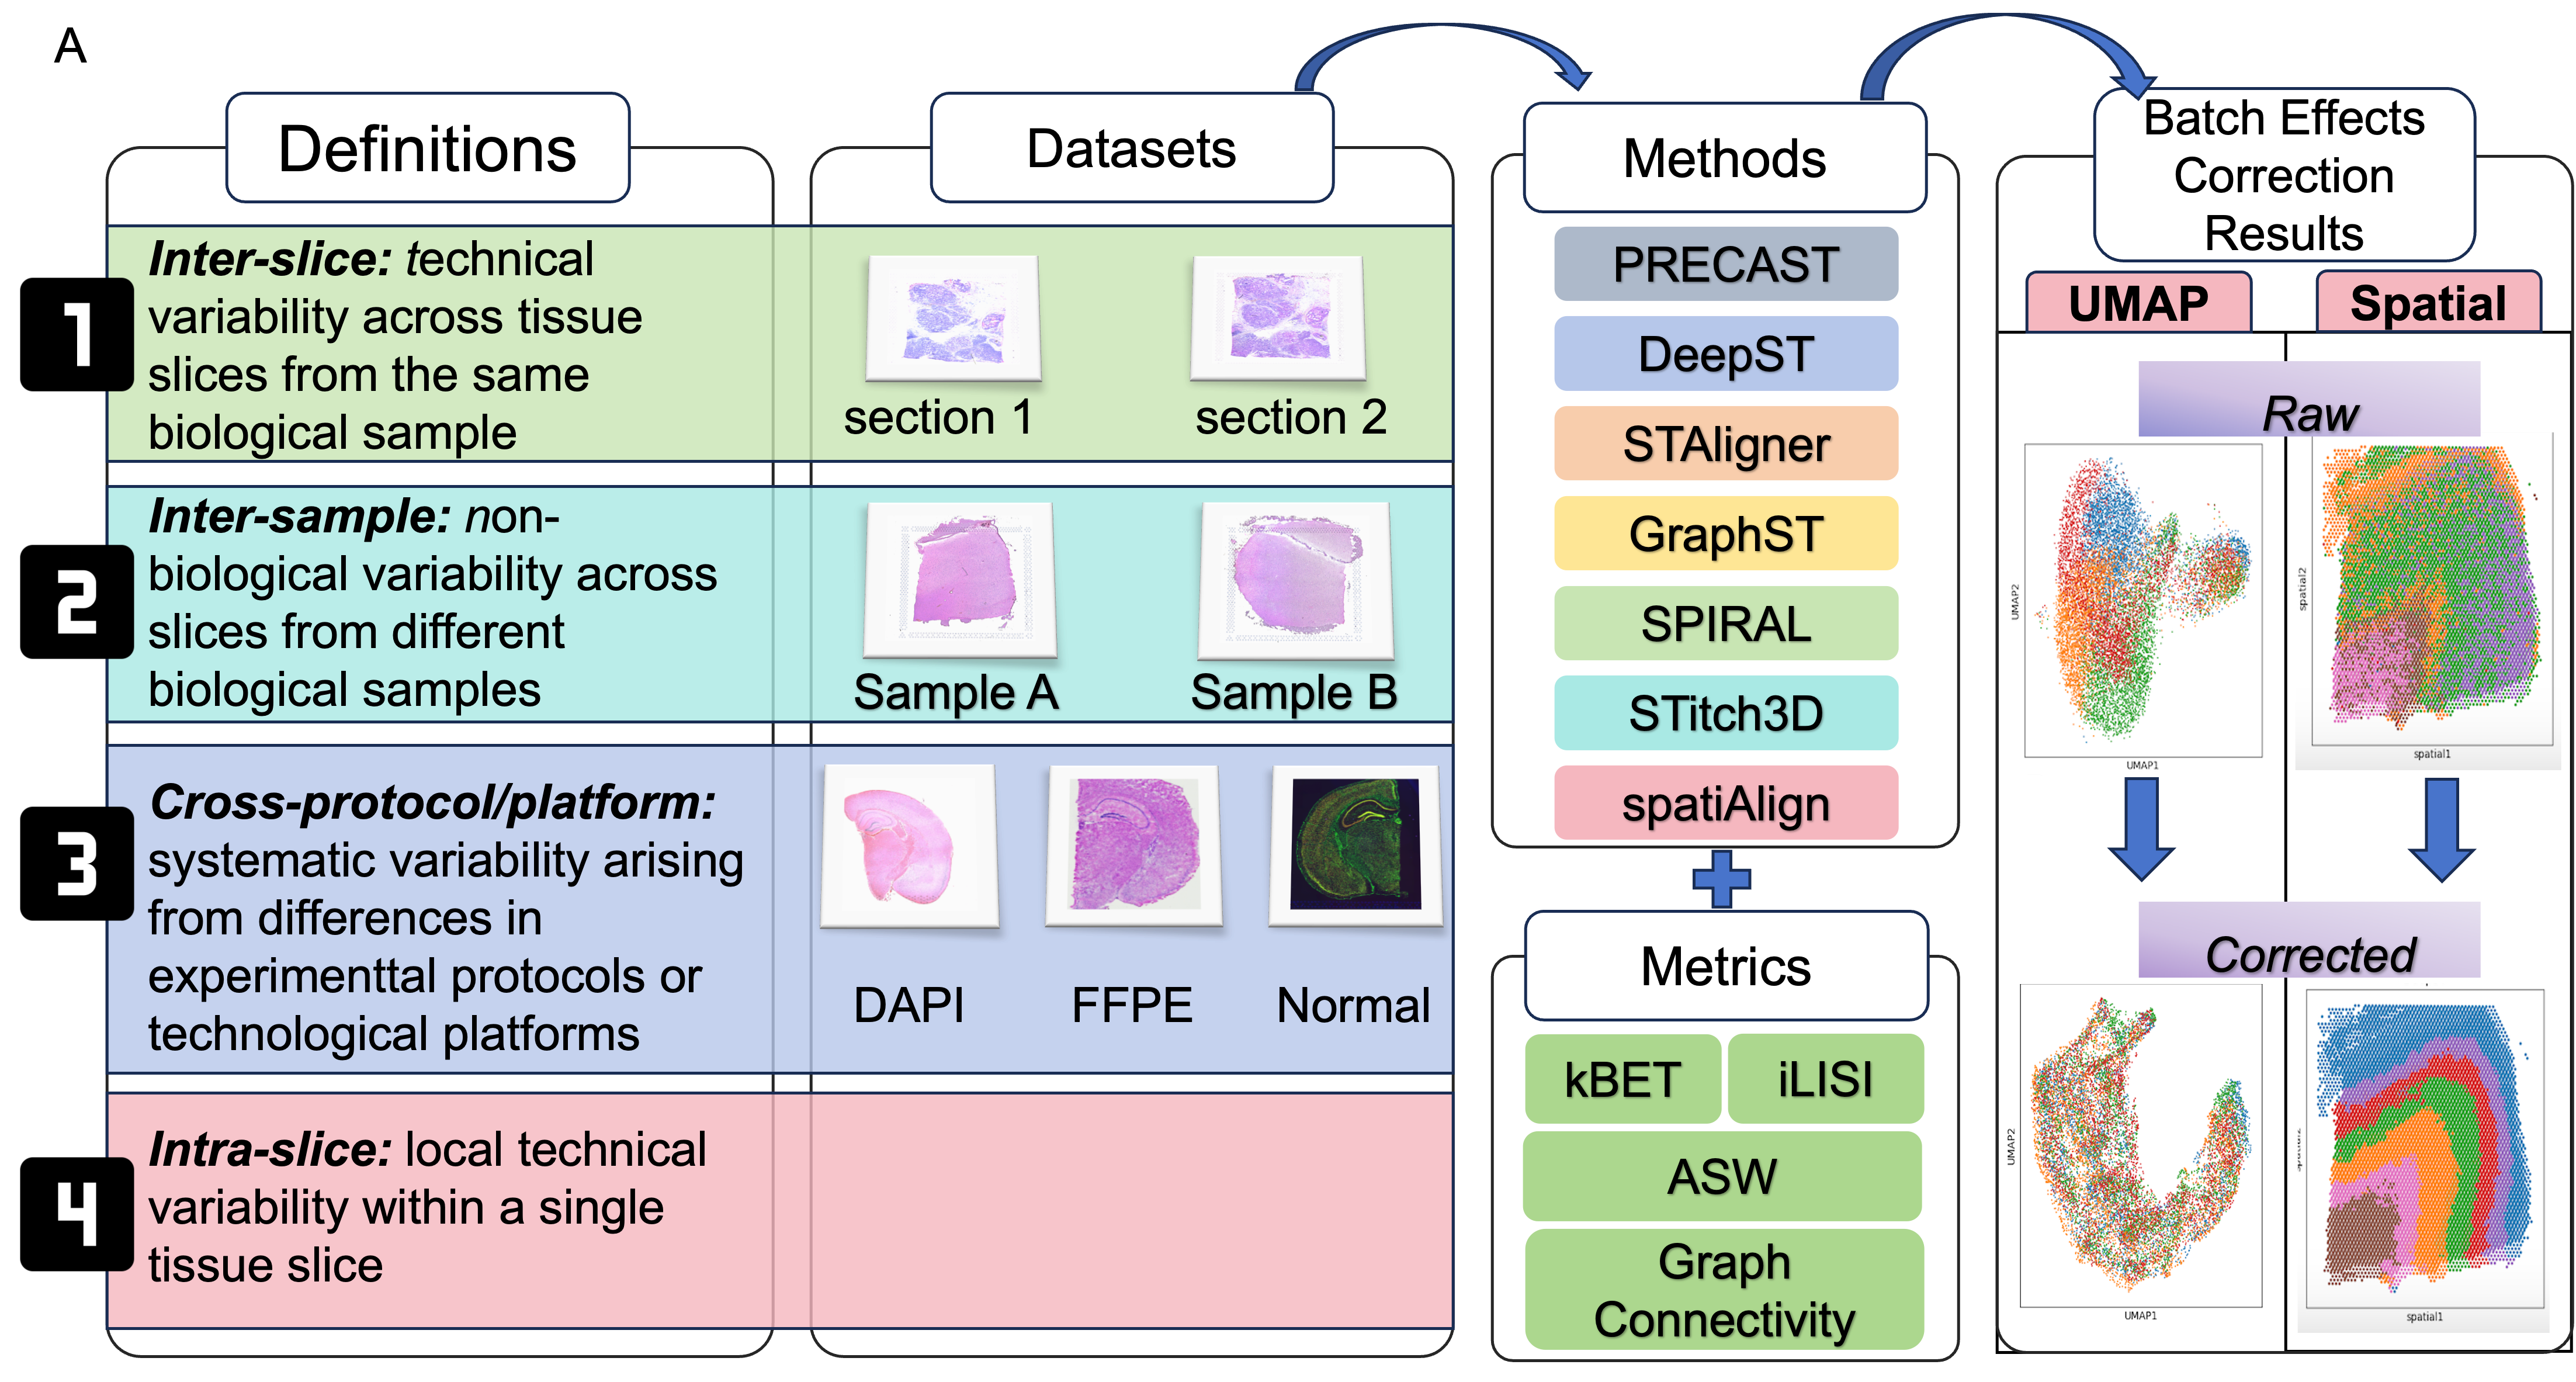 A
Definitions
1
Inter-slice: technical
variability across tissue
slices from the same
biological sample
2
Inter-sample: non-
biological variability across
slices from different
biological samples
3
Cross-protocol/platform:
systematic variability arising
from differences in
experimenttal protocols or
technological platforms
4
Intra-slice: local technical
variability within a single
tissue slice
Datasets
section 1
section 2
Sample A
Sample B
DAPI
FFPE
Normal
Methods
PRECAST
DeepST
STAligner
GraphST
SPIRAL
STitch3D
spatiAlign
Metrics
kBET
iLISI
ASW
Graph
Connectivity
Batch Effects
Correction
Results
UMAP
Spatial
Raw
UMAP2
UMAP1
spatial2
spatial1
Corrected
UMAP2
UMAP1
spatial1